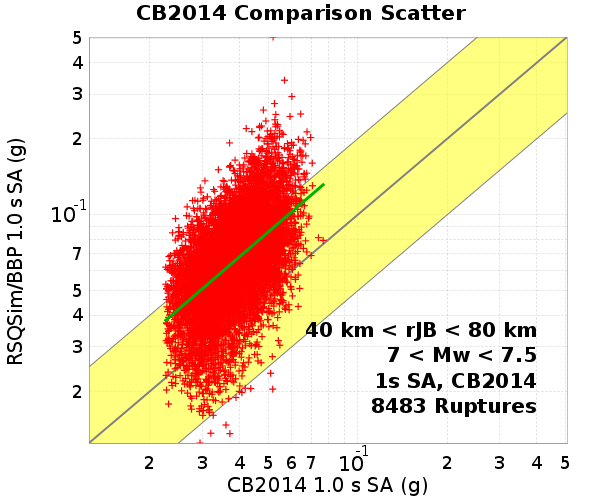 CB2014 Comparison Scatter
RSQSim/BBP 1.0 s SA (g)
5
4
3
2
10-1
7
5
4
3
2
40 km < rJB < 80 km
7 < Mw < 7.5
1s SA, CB2014
8483 Ruptures
2 3 4 5 6 7 10-1 2 3 4 5
CB2014 1.0 s SA (g)